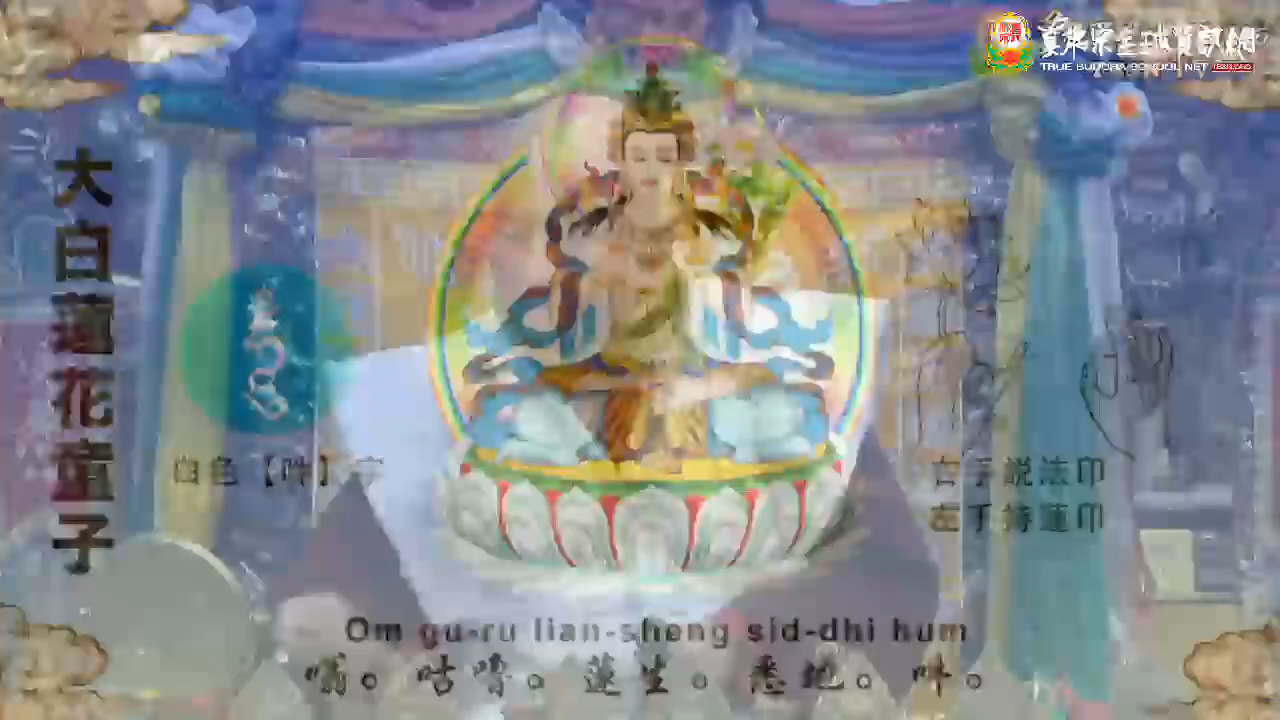 真佛宗全球資訊網
TRUE BUDDHA SCHOOL NET
大白蓮花童子
白色【吽】字
右手說法印
左手持蓮印
Om gu-ru lian-sheng sid-dhi hum
嗡。咕嚕。蓮生。悉地。吽。